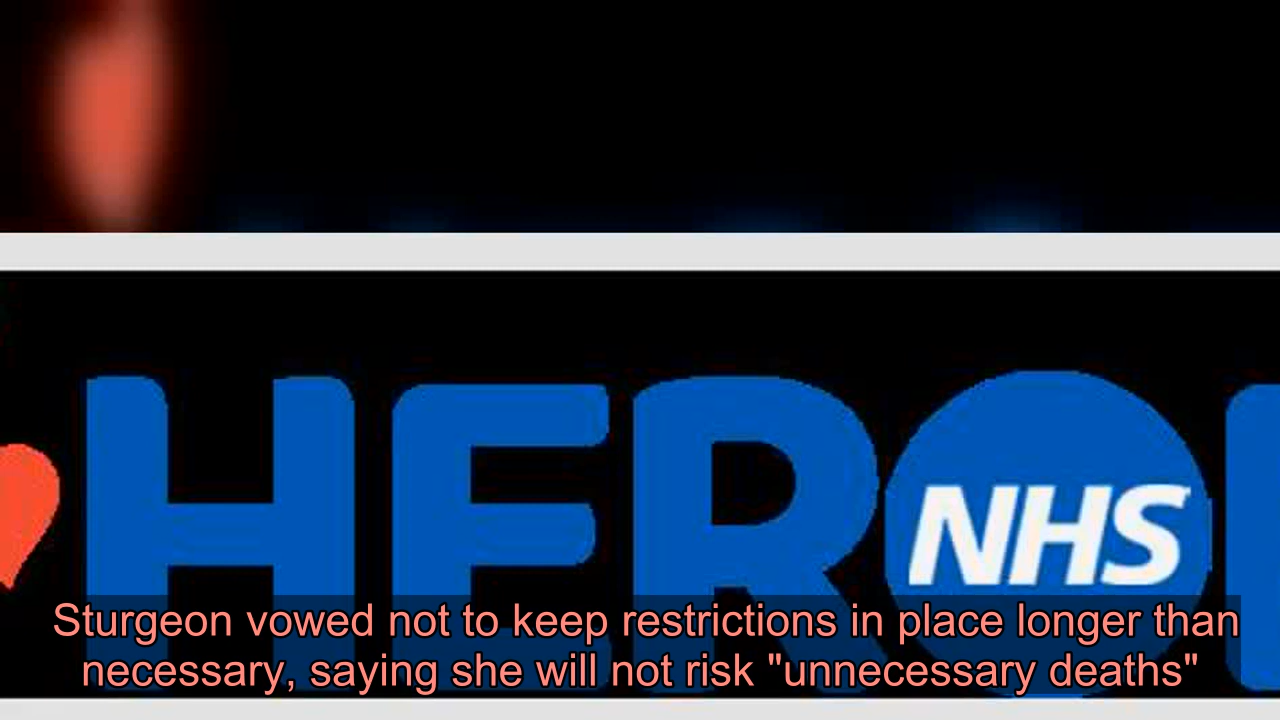 HERO
NHS
Sturgeon vowed not to keep restrictions in place longer than
necessary, saying she will not risk "unnecessary deaths"